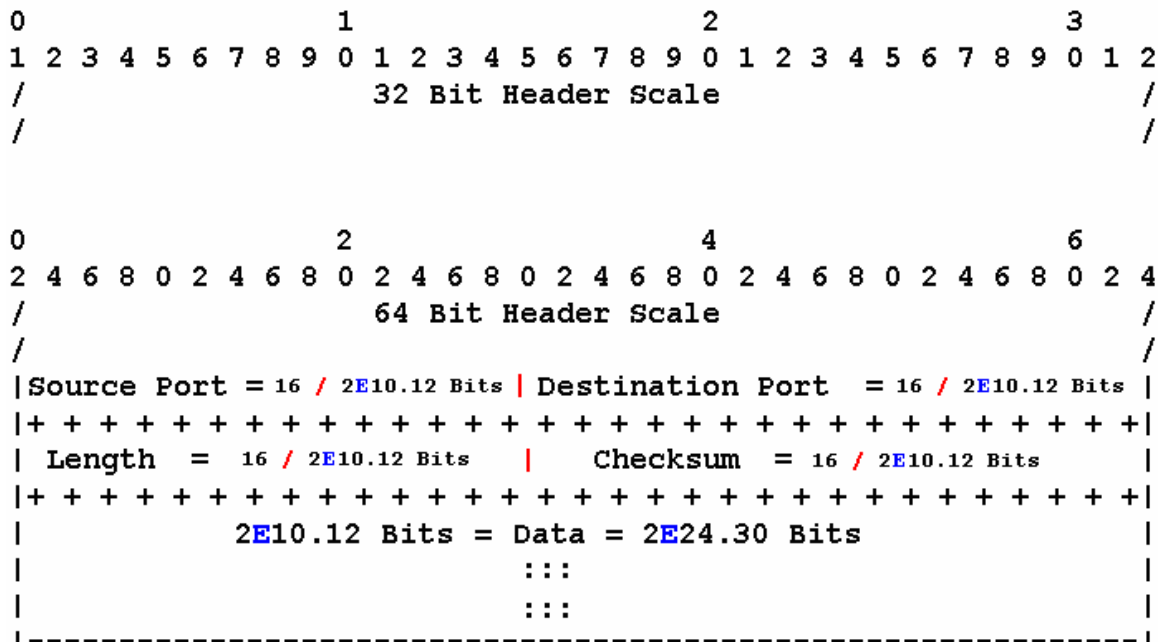 0 1 2 3
1 2 3 4 5 6 7 8 9 0 1 2 3 4 5 6 7 8 9 0 1 2 3 4 5 6 7 8 9 0 1 2
/ 32 Bit Header Scale /
/ /
0 2 4 6
2 4 6 8 0 2 4 6 8 0 2 4 6 8 0 2 4 6 8 0 2 4 6 8 0 2 4 6 8 0 2 4
/ 64 Bit Header Scale /
/ /
|Source Port = 16 / 2E10.12 Bits | Destination Port = 16 / 2E10.12 Bits |
|+ + + + + + + + + + + + + + + + + + + + + + + + + + + + + + +|
| Length = 16 / 2E10.12 Bits | Checksum = 16 / 2E10.12 Bits |
|+ + + + + + + + + + + + + + + + + + + + + + + + + + + + + + +|
| 2E10.12 Bits = Data = 2E24.30 Bits |
| ::: |
| ::: |
|--------------------------------------------------------------|